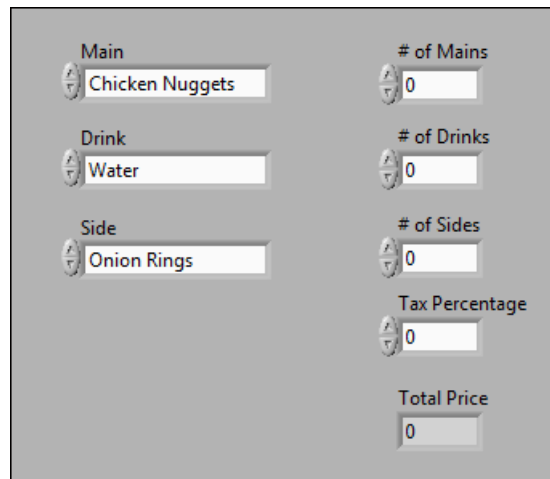 Main
Chicken Nuggets
# of Mains
0
Drink
Water
# of Drinks
0
Side
Onion Rings
# of Sides
0
Tax Percentage
0
Total Price
0